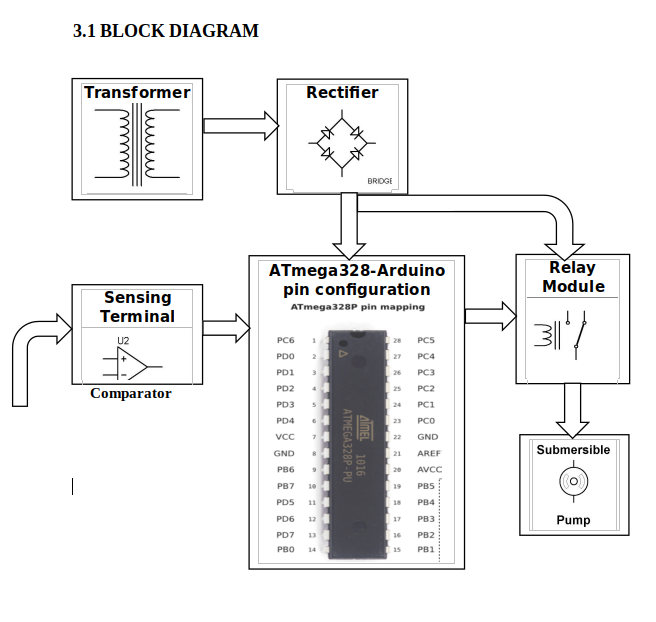 3.1 BLOCK DIAGRAM
Transformer
Rectifier
BRIDGE
ATmega328-Arduino
pin configuration
ATmega328P pin mapping
Relay
Module
Sensing
Terminal
U2
Comparator
PC6 1 28 PC5
PD0 2 27 PC4
PD1 3 26 PC3
PD2 4 25 PC2
PD3 5 24 PC1
PD4 6 23 PC0
VCC 7 22 GND
GND 8 21 AREF
PB6 9 20 AVCC
PB7 10 19 PB5
PD5 11 18 PB4
PD6 12 17 PB3
PD7 13 16 PB2
PB0 14 15 PB1
ATMEL
ATMEGA328P-PU
1016
Submersible
Pump